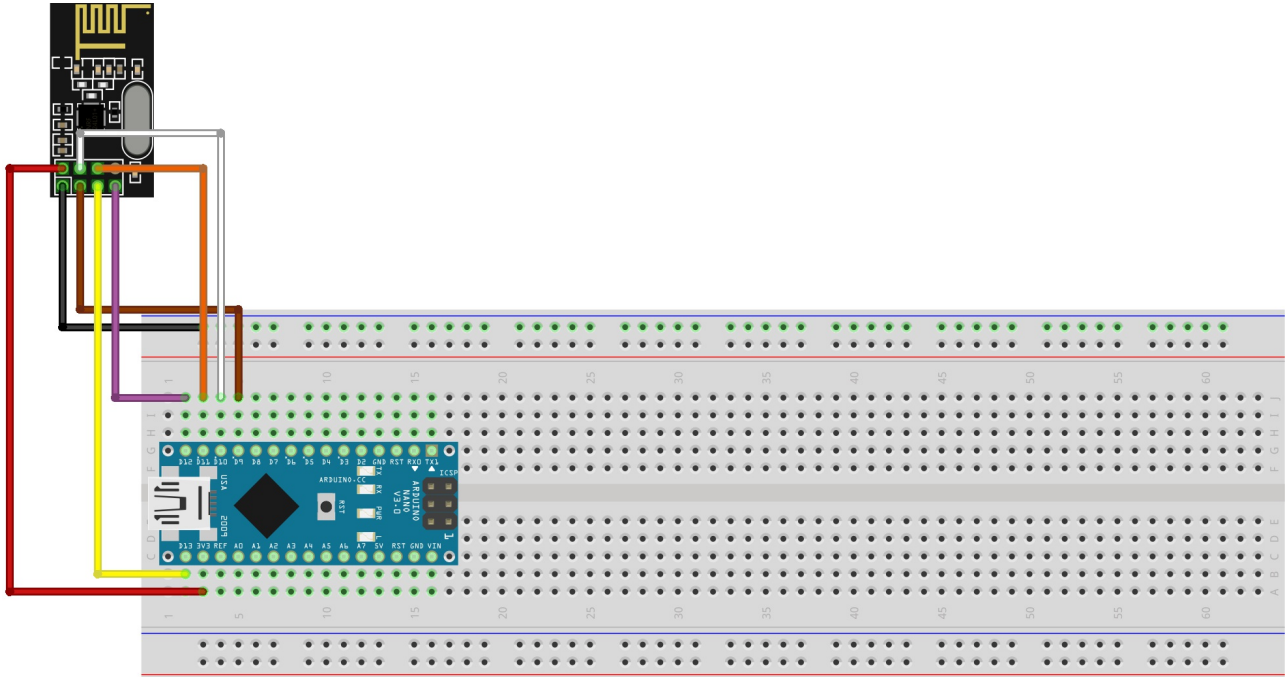 1 5 10 15 20 25 30 35 40 45 50 55 60
J
I
H
G
F
D12 D11 D10 D9 D8 D7 D6 D5 D4 D3 D2 GND RST RX0 TX1
USA
ARDUINO.CC
TX
RX
PWR
L
RST
ICSP
ARDUINO
NANO
V3.0
1
2009
D13 3V3 REF A0 A1 A2 A3 A4 A5 A6 A7 5V RST GND VIN
E
D
C
B
A
1 5 10 15 20 25 30 35 40 45 50 55 60